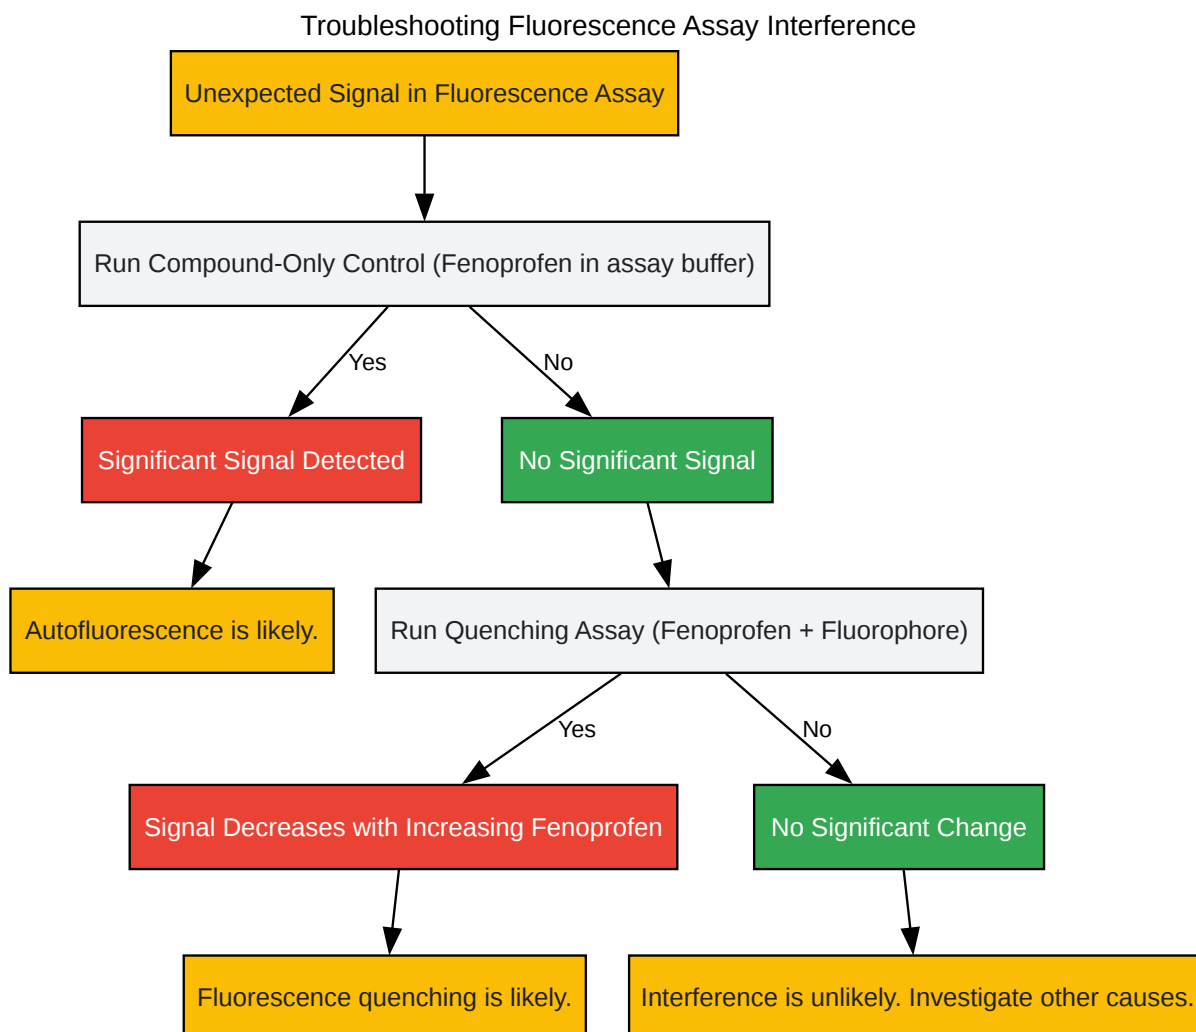 Troubleshooting Fluorescence Assay Interference
Unexpected Signal in Fluorescence Assay
Run Compound-Only Control (Fenoprofen in assay buffer)
Yes
No
Significant Signal Detected
No Significant Signal
Autofluorescence is likely.
Run Quenching Assay (Fenoprofen + Fluorophore)
Yes
No
Signal Decreases with Increasing Fenoprofen
No Significant Change
Fluorescence quenching is likely.
Interference is unlikely. Investigate other causes.